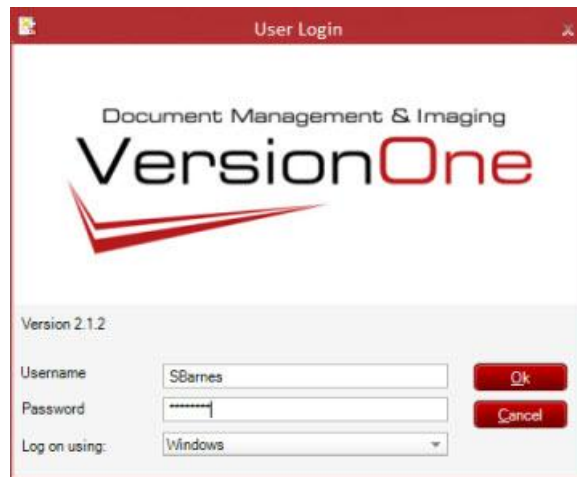 User Login
Document Management & Imaging
VersionOne
Version 2.1.2
Username SBarnes Ok
Password ******** Cancel
Log on using: Windows